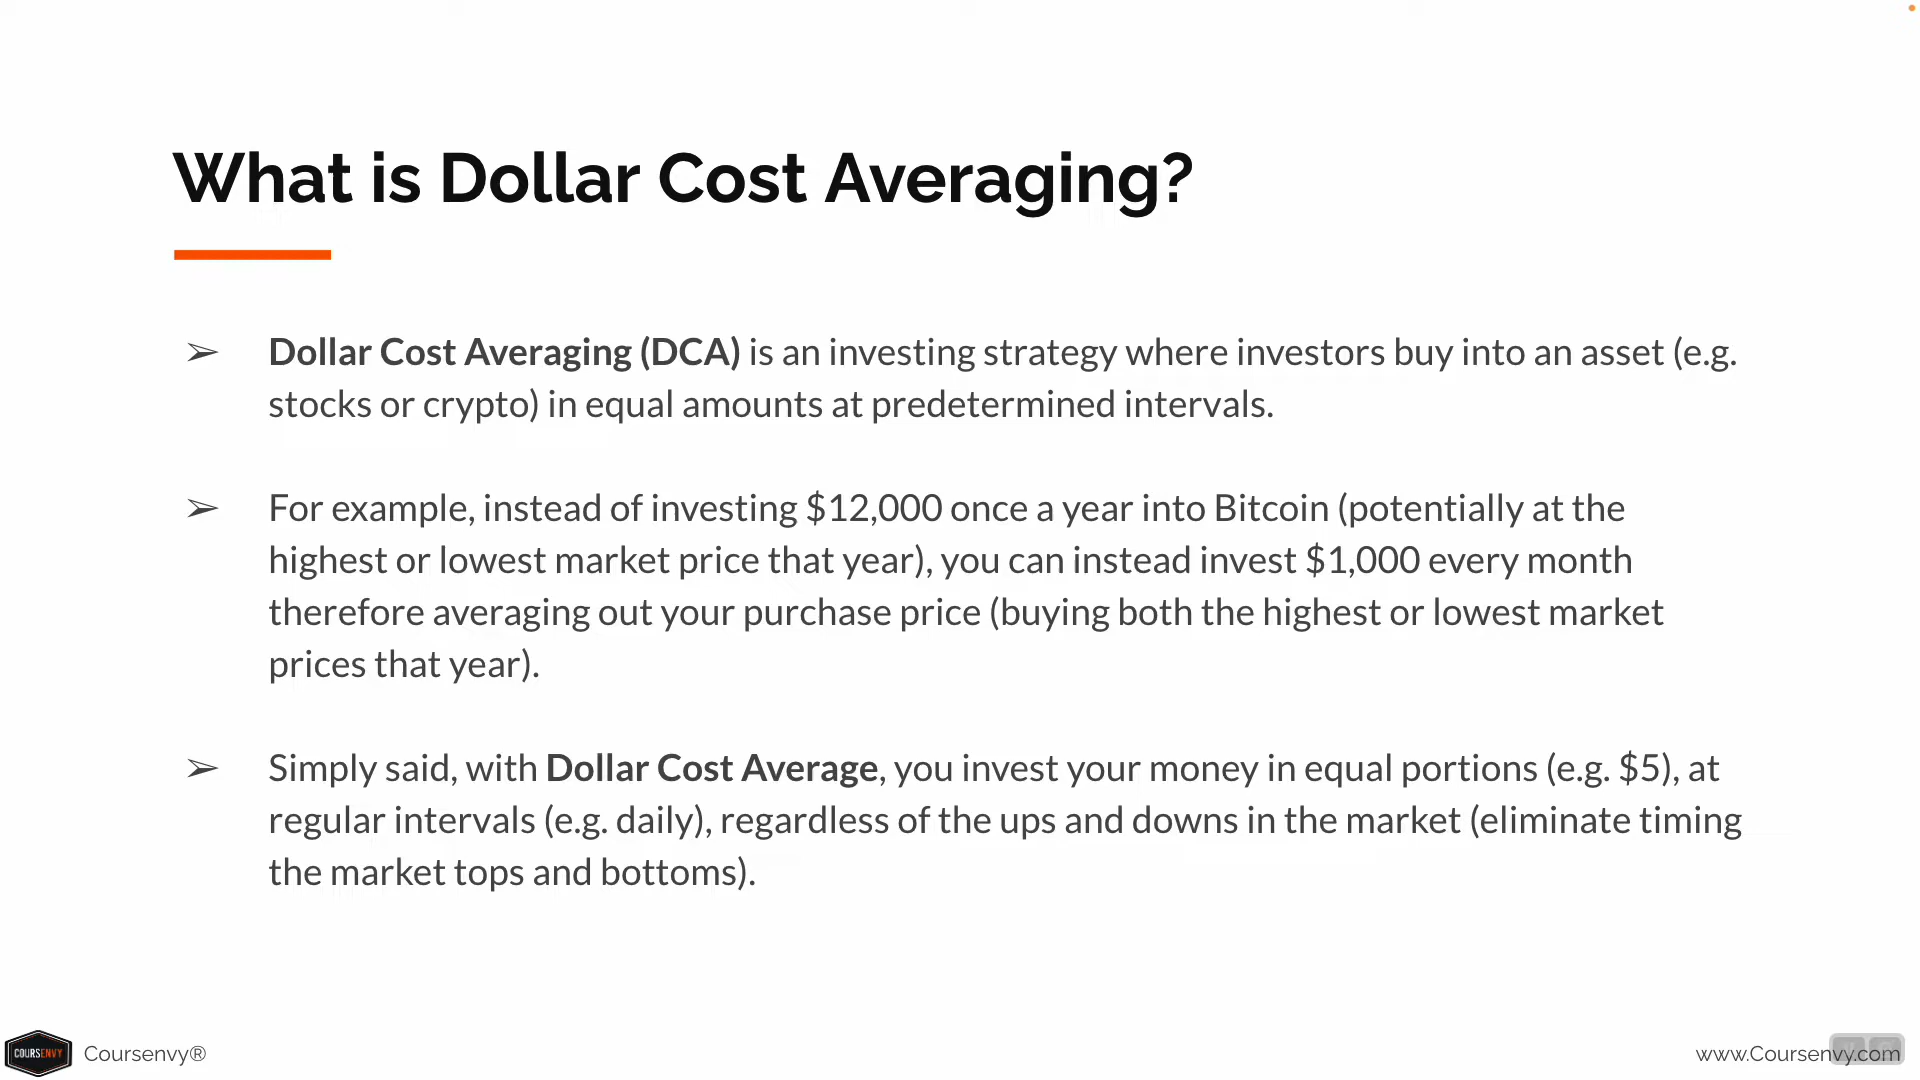 What is Dollar Cost Averaging?
➢ Dollar Cost Averaging (DCA) is an investing strategy where investors buy into an asset (e.g.
stocks or crypto) in equal amounts at predetermined intervals.
➢ For example, instead of investing $12,000 once a year into Bitcoin (potentially at the
highest or lowest market price that year), you can instead invest $1,000 every month
therefore averaging out your purchase price (buying both the highest or lowest market
prices that year).
➢ Simply said, with Dollar Cost Average, you invest your money in equal portions (e.g. $5), at
regular intervals (e.g. daily), regardless of the ups and downs in the market (eliminate timing
the market tops and bottoms).
COURSENVY
Coursenvy®
www.Coursenvy.com